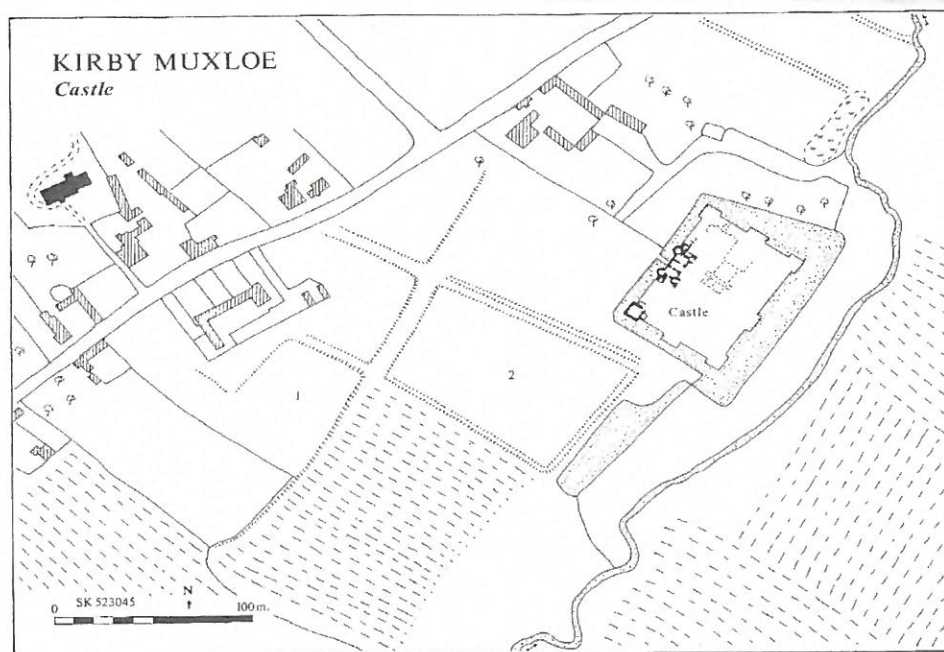 KIRBY MUXLOE
Castle
Castle
2
1
SK 523045
N
0 100 m.